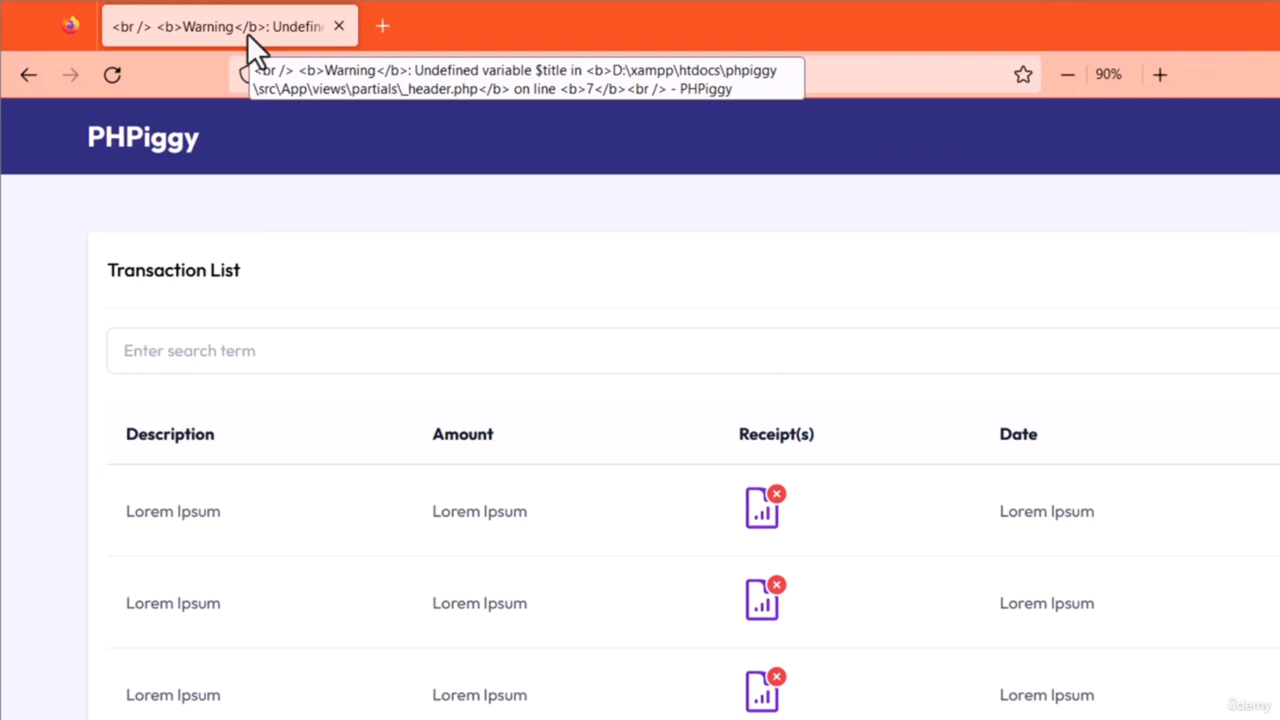 <br /> <b>Warning</b>: Undefin
90%
<br /> <b>Warning</b>: Undefined variable $title in <b>D:\xampp\htdocs\phpiggy
\src\App\views\partials\_header.php</b> on line <b>7</b><br /> - PHPiggy
PHPiggy
Transaction List
Enter search term
Description Amount Receipt(s) Date
Lorem Ipsum Lorem Ipsum Lorem Ipsum
Lorem Ipsum Lorem Ipsum Lorem Ipsum
Lorem Ipsum Lorem Ipsum Lorem Ipsum
ûdemy